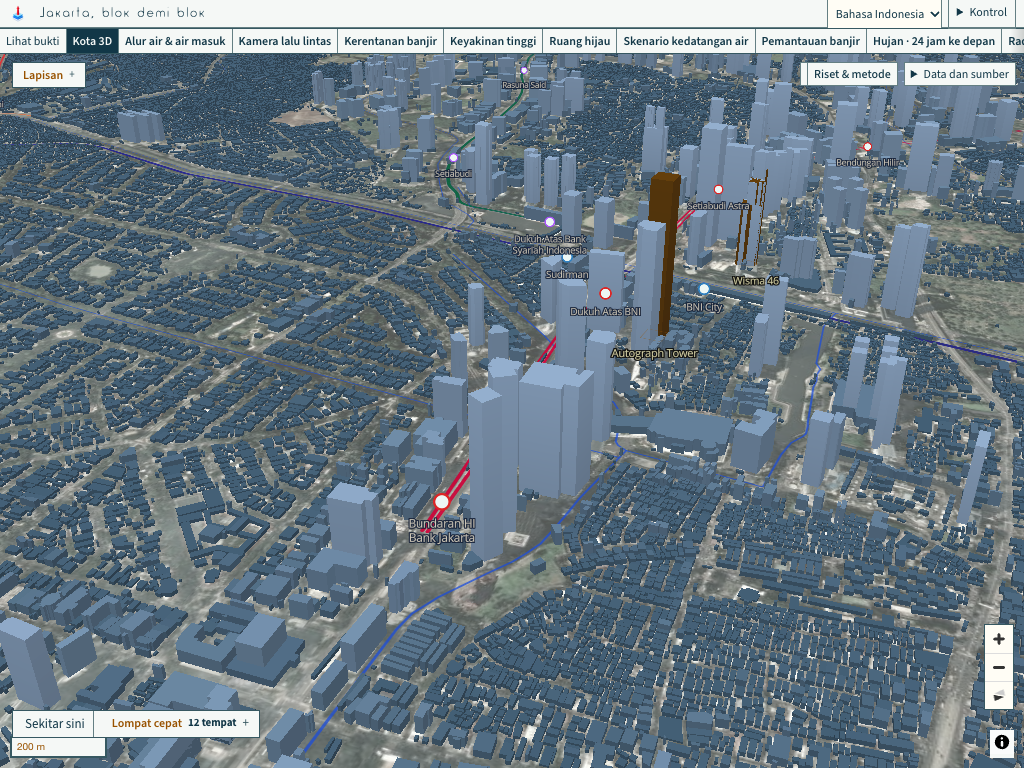 Jakarta, blok demi blok
Bahasa Indonesia
Kontrol
Lihat bukti
Kota 3D
Alur air & air masuk
Kamera lalu lintas
Kerentanan banjir
Keyakinan tinggi
Ruang hijau
Skenario kedatangan air
Pemantauan banjir
Hujan · 24 jam ke depan
Lapisan +
Riset & metode
Data dan sumber
Rasuna Said
Bendungan Hilir
Setiabudi
Setiabudi Astra
Dukuh Atas Bank
Syariah Indonesia
Sudirman
Wisma 46
Dukuh Atas BNI
BNI City
Autograph Tower
Bundaran HI
Bank Jakarta
Sekitar sini
Lompat cepat 12 tempat +
200 m